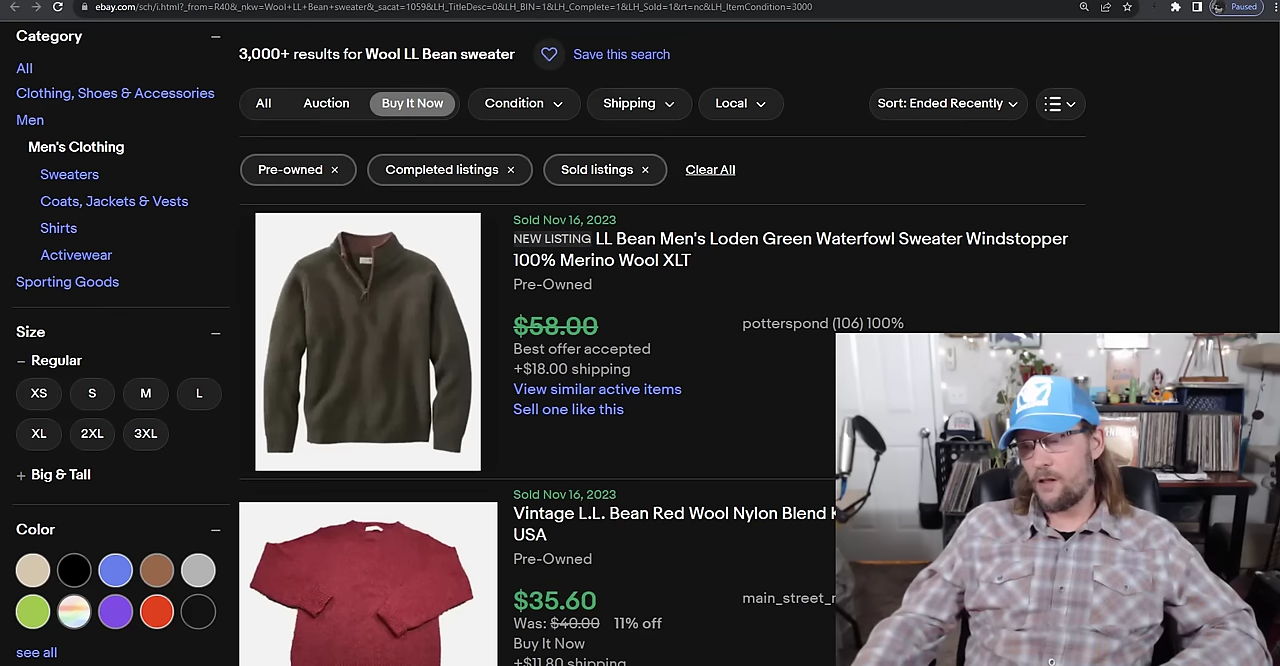 ebay.com/sch/i.html?_from=R40&_nkw=Wool+LL+Bean+sweater&_sacat=1059&LH_TitleDesc=0&LH_BIN=1&LH_Complete=1&LH_Sold=1&rt=nc&LH_ItemCondition=3000
Paused
Category
All
Clothing, Shoes & Accessories
Men
Men's Clothing
Sweaters
Coats, Jackets & Vests
Shirts
Activewear
Sporting Goods
Size
Regular
XS S M L
XL 2XL 3XL
+ Big & Tall
Color
see all
3,000+ results for Wool LL Bean sweater
Save this search
All Auction Buy It Now Condition Shipping Local Sort: Ended Recently
Pre-owned × Completed listings × Sold listings × Clear All
Sold Nov 16, 2023
NEW LISTING LL Bean Men's Loden Green Waterfowl Sweater Windstopper
100% Merino Wool XLT
Pre-Owned
$58.00
potterspond (106) 100%
Best offer accepted
+$18.00 shipping
View similar active items
Sell one like this
Sold Nov 16, 2023
Vintage L.L. Bean Red Wool Nylon Blend
USA
Pre-Owned
$35.60
main_street_
Was: $40.00 11% off
Buy It Now
+$11.80 shipping